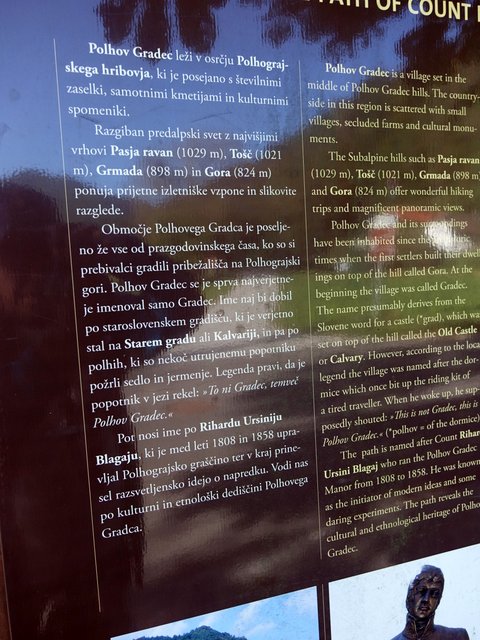 PATH OF COUNT
Polhov Gradec leži v osrčju Polhograj-
skega hribovja, ki je posejano s številnimi
zaselki, samotnimi kmetijami in kulturnimi
spomeniki.
Razgiban predalpski svet z najvišjimi
vrhovi Pasja ravan (1029 m), Tošč (1021
m), Grmada (898 m) in Gora (824 m)
ponuja prijetne izletniške vzpone in slikovite
razglede.
Območje Polhovega Gradca je poselje-
no že vse od prazgodovinskega časa, ko so si
prebivalci gradili pribežališča na Polhograjski
gori. Polhov Gradec se je sprva najverjetne-
je imenoval samo Gradec. Ime naj bi dobil
po staroslovenskem gradišču, ki je verjetno
stal na Starem gradu ali Kalvariji, in pa po
polhih, ki so nekoč utrujenemu popotniku
požrli sedlo in jermenje. Legenda pravi, da je
popotnik v jezi rekel: »To ni Gradec, temveč
Polhov Gradec.«
Pot nosi ime po Rihardu Ursiniju
Blagaju, ki je med leti 1808 in 1858 upra-
vljal Polhograjsko graščino ter v kraj prine-
sel razsvetljensko idejo o napredku. Vodi nas
po kulturni in etnološki dediščini Polhovega
Gradca.
Polhov Gradec is a village set in the
middle of Polhov Gradec hills. The country-
side in this region is scattered with small
villages, secluded farms and cultural monu-
ments.
The Subalpine hills such as Pasja ravan
(1029 m), Tošč (1021 m), Grmada (898 m)
and Gora (824 m) offer wonderful hiking
trips and magnificent panoramic views.
Polhov Gradec and its surroundings
have been inhabited since the
times when the first settlers built their dwell-
ings on top of the hill called Gora. At the
beginning the village was called Gradec.
The name presumably derives from the
Slovene word for a castle (*grad), which was
set on top of the hill called the Old Castle
or Calvary. However, according to the local
legend the village was named after the dor-
mice which once bit up the riding kit of
a tired traveller. When he woke up, he sup-
posedly shouted: »This is not Gradec, this is
Polhov Gradec.« (*polhov = of the dormice)
The path is named after Count Rihar
Ursini Blagaj who ran the Polhov Gradec
Manor from 1808 to 1858. He was known
as the initiator of modern ideas and some
daring experiments. The path reveals the
cultural and ethnological heritage of Polho
Gradec.